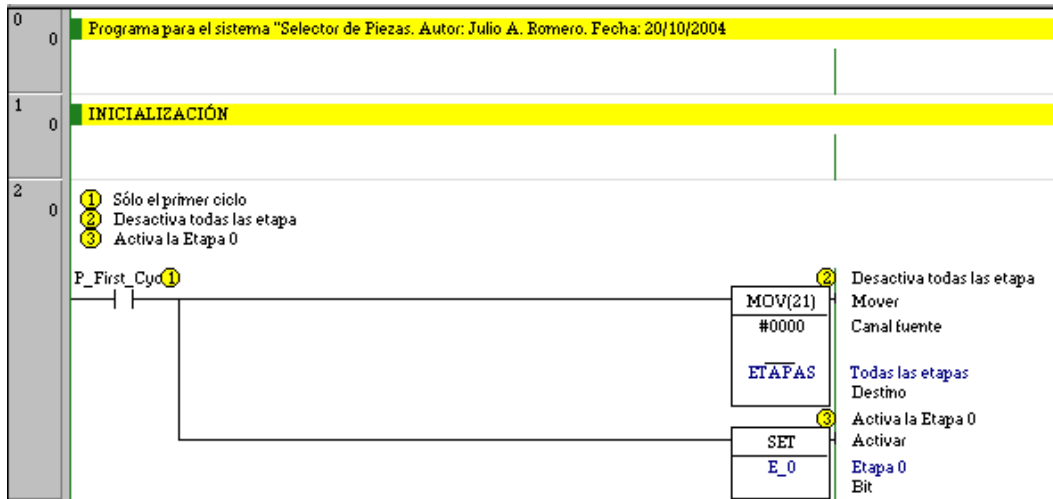 0
0
Programa para el sistema "Selector de Piezas. Autor: Julio A. Romero. Fecha: 20/10/2004
1
0
INICIALIZACIÓN
2
0
1 Sólo el primer ciclo
2 Desactiva todas las etapa
3 Activa la Etapa 0
P_First_Cyc 1
2 Desactiva todas las etapa
MOV(21) Mover
#0000 Canal fuente
ETAPAS Todas las etapas
Destino
3 Activa la Etapa 0
SET Activar
E_0 Etapa 0
Bit